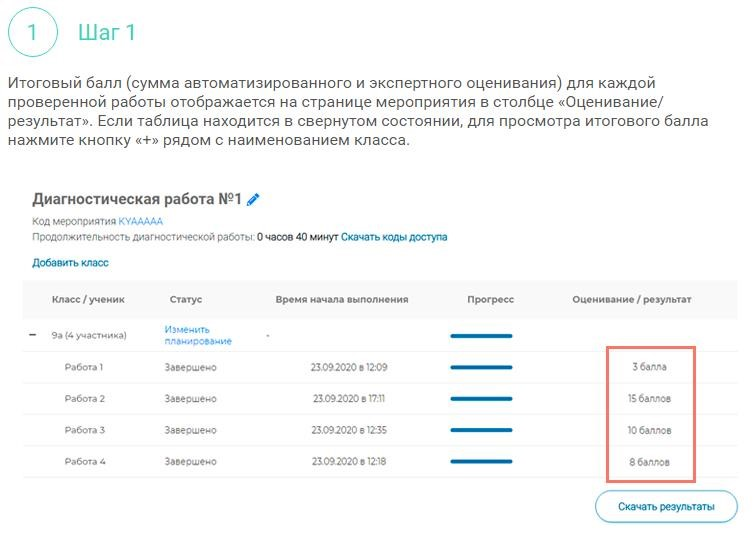 1 Шаг 1
Итоговый балл (сумма автоматизированного и экспертного оценивания) для каждой
проверенной работы отображается на странице мероприятия в столбце «Оценивание/
результат». Если таблица находится в свернутом состоянии, для просмотра итогового балла
нажмите кнопку «+» рядом с наименованием класса.
Диагностическая работа №1
Код мероприятия KYAAAAA
Продолжительность диагностической работы: 0 часов 40 минут Скачать коды доступа
Добавить класс
Класс / ученик Статус Время начала выполнения Прогресс Оценивание / результат
− 9а (4 участника) Изменить планирование -
Работа 1 Завершено 23.09.2020 в 12:09 3 балла
Работа 2 Завершено 23.09.2020 в 17:11 15 баллов
Работа 3 Завершено 23.09.2020 в 12:35 10 баллов
Работа 4 Завершено 23.09.2020 в 12:18 8 баллов
Скачать результаты